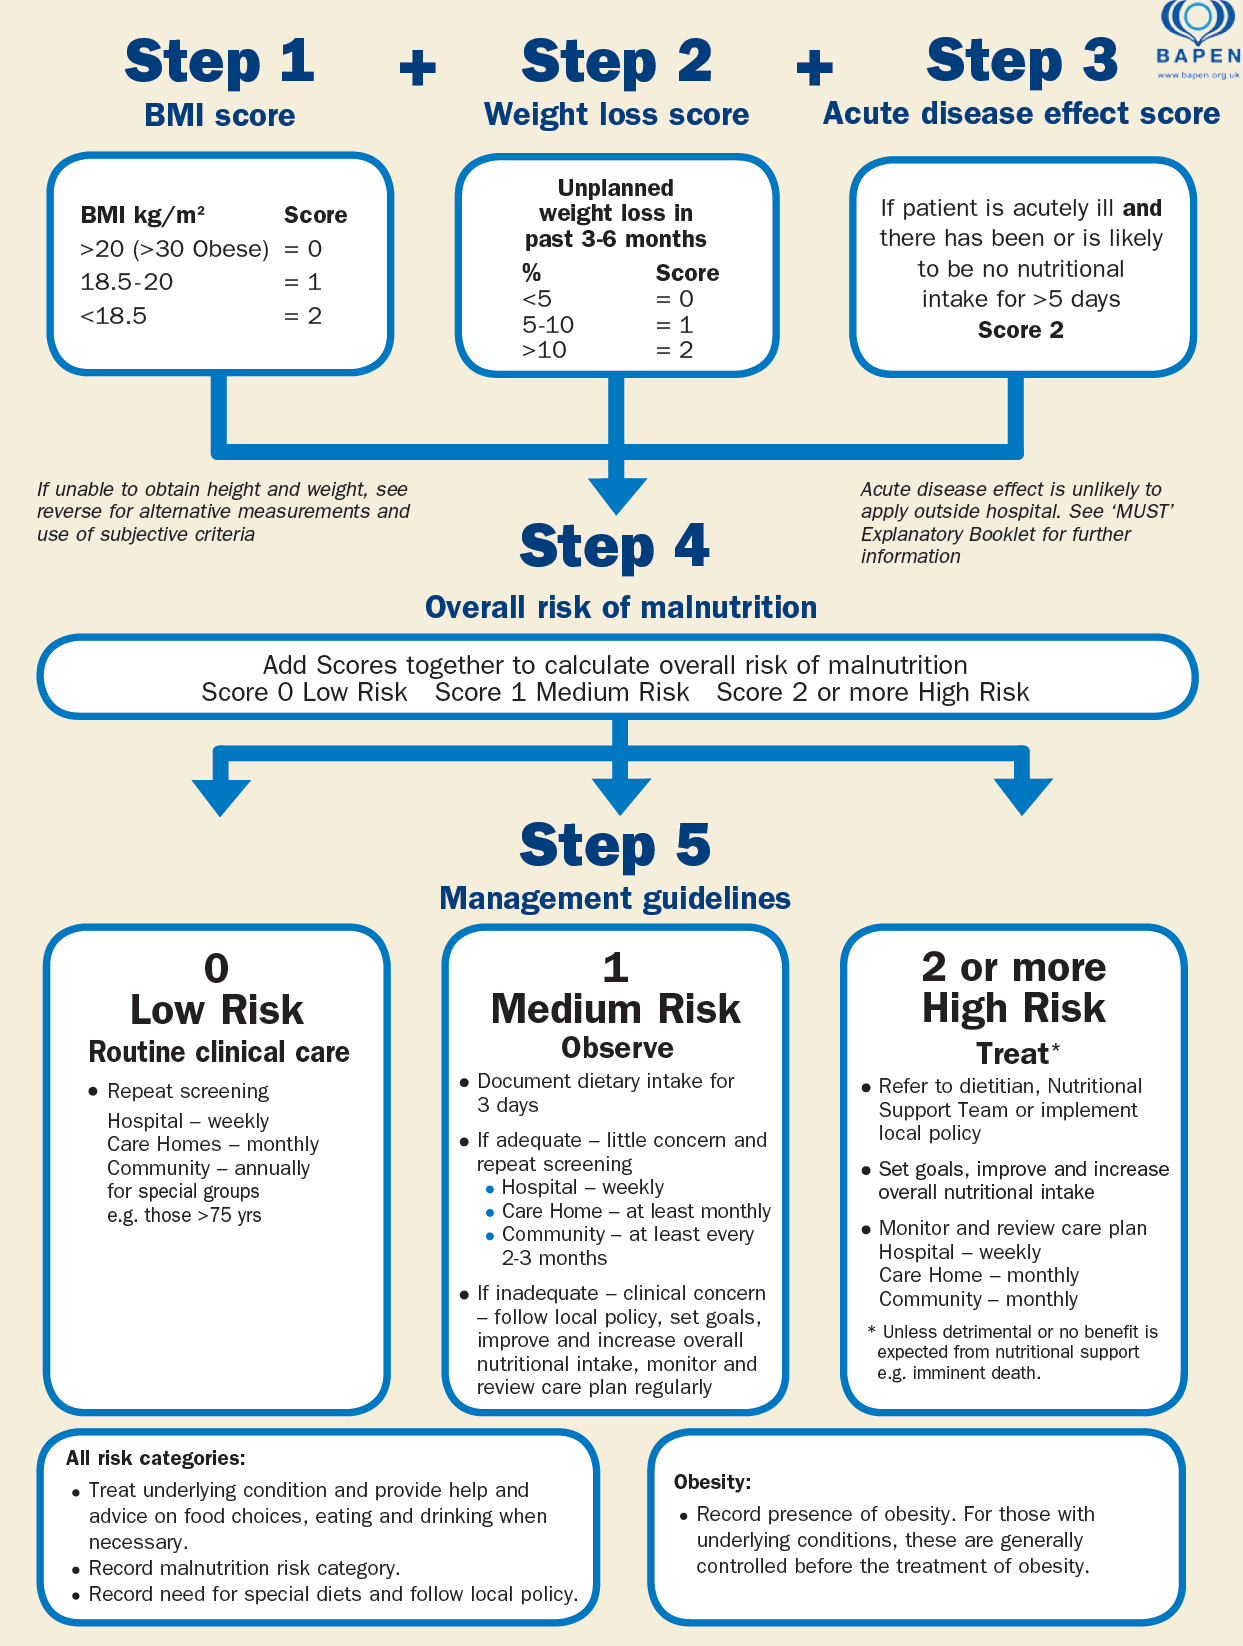 BAPEN
www.bapen.org.uk
Step 1 + Step 2 + Step 3
BMI score
Weight loss score
Acute disease effect score
BMI kg/m² Score
>20 (>30 Obese) = 0
18.5-20 = 1
<18.5 = 2
Unplanned
weight loss in
past 3-6 months
% Score
<5 = 0
5-10 = 1
>10 = 2
If patient is acutely ill and
there has been or is likely
to be no nutritional
intake for >5 days
Score 2
If unable to obtain height and weight, see
reverse for alternative measurements and
use of subjective criteria
Acute disease effect is unlikely to
apply outside hospital. See ‘MUST’
Explanatory Booklet for further
information
Step 4
Overall risk of malnutrition
Add Scores together to calculate overall risk of malnutrition
Score 0 Low Risk Score 1 Medium Risk Score 2 or more High Risk
Step 5
Management guidelines
0
Low Risk
Routine clinical care
• Repeat screening
Hospital – weekly
Care Homes – monthly
Community – annually
for special groups
e.g. those >75 yrs
1
Medium Risk
Observe
• Document dietary intake for
3 days
• If adequate – little concern and
repeat screening
• Hospital – weekly
• Care Home – at least monthly
• Community – at least every
2-3 months
• If inadequate – clinical concern
– follow local policy, set goals,
improve and increase overall
nutritional intake, monitor and
review care plan regularly
2 or more
High Risk
Treat*
• Refer to dietitian, Nutritional
Support Team or implement
local policy
• Set goals, improve and increase
overall nutritional intake
• Monitor and review care plan
Hospital – weekly
Care Home – monthly
Community – monthly
* Unless detrimental or no benefit is
expected from nutritional support
e.g. imminent death.
All risk categories:
• Treat underlying condition and provide help and
advice on food choices, eating and drinking when
necessary.
• Record malnutrition risk category.
• Record need for special diets and follow local policy.
Obesity:
• Record presence of obesity. For those with
underlying conditions, these are generally
controlled before the treatment of obesity.